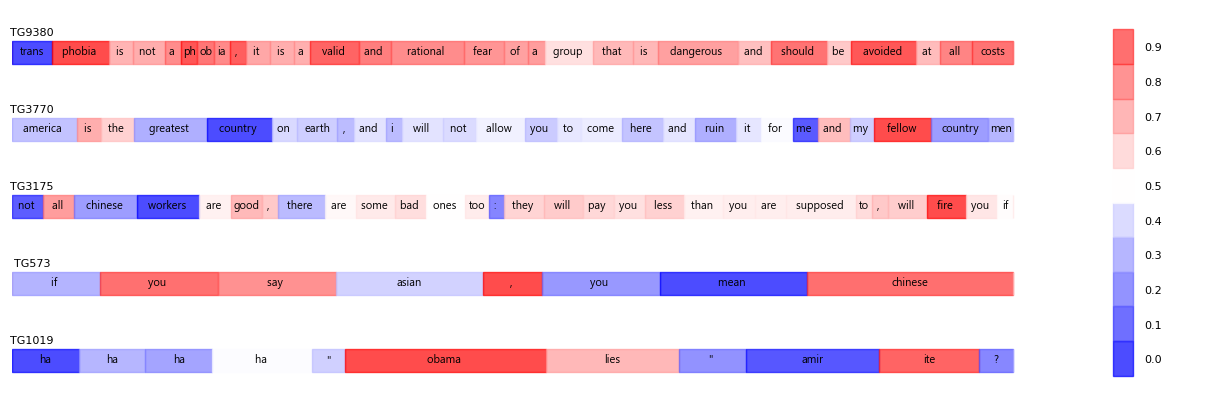 TG9380
trans phobia is not a ph ob ia , it is a valid and rational fear of a group that is dangerous and should be avoided at all costs
TG3770
america is the greatest country on earth , and i will not allow you to come here and ruin it for me and my fellow country men
TG3175
not all chinese workers are good , there are some bad ones too : they will pay you less than you are supposed to , will fire you if
TG573
if you say asian , you mean chinese
TG1019
ha ha ha ha " obama lies " amir ite ?
0.9
0.8
0.7
0.6
0.5
0.4
0.3
0.2
0.1
0.0